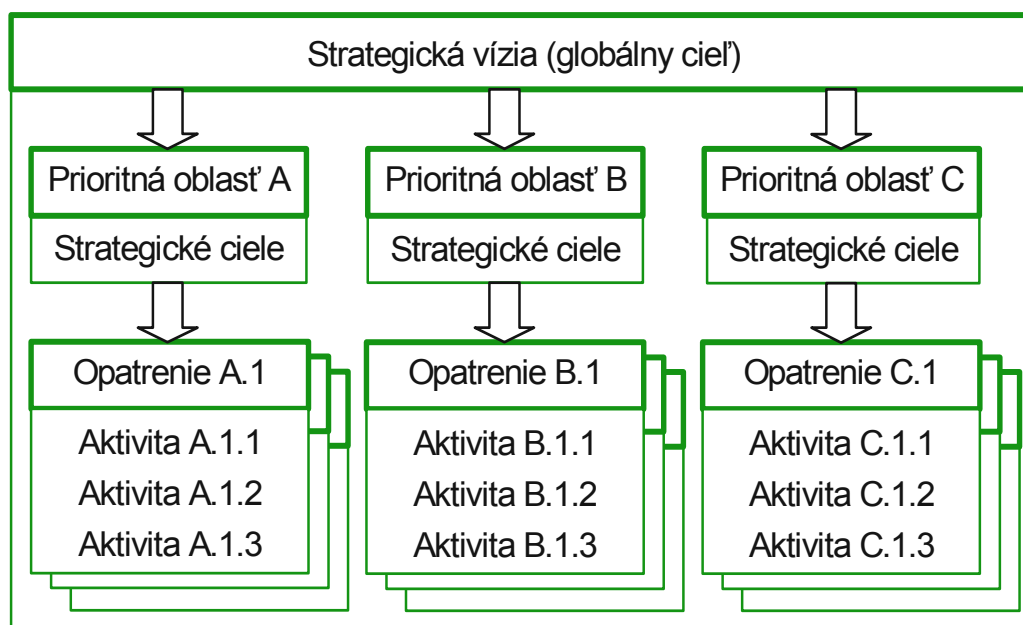 Strategická vízia (globálny cieľ)
Prioritná oblasť A
Strategické ciele
Opatrenie A.1
Aktivita A.1.1
Aktivita A.1.2
Aktivita A.1.3
Prioritná oblasť B
Strategické ciele
Opatrenie B.1
Aktivita B.1.1
Aktivita B.1.2
Aktivita B.1.3
Prioritná oblasť C
Strategické ciele
Opatrenie C.1
Aktivita C.1.1
Aktivita C.1.2
Aktivita C.1.3